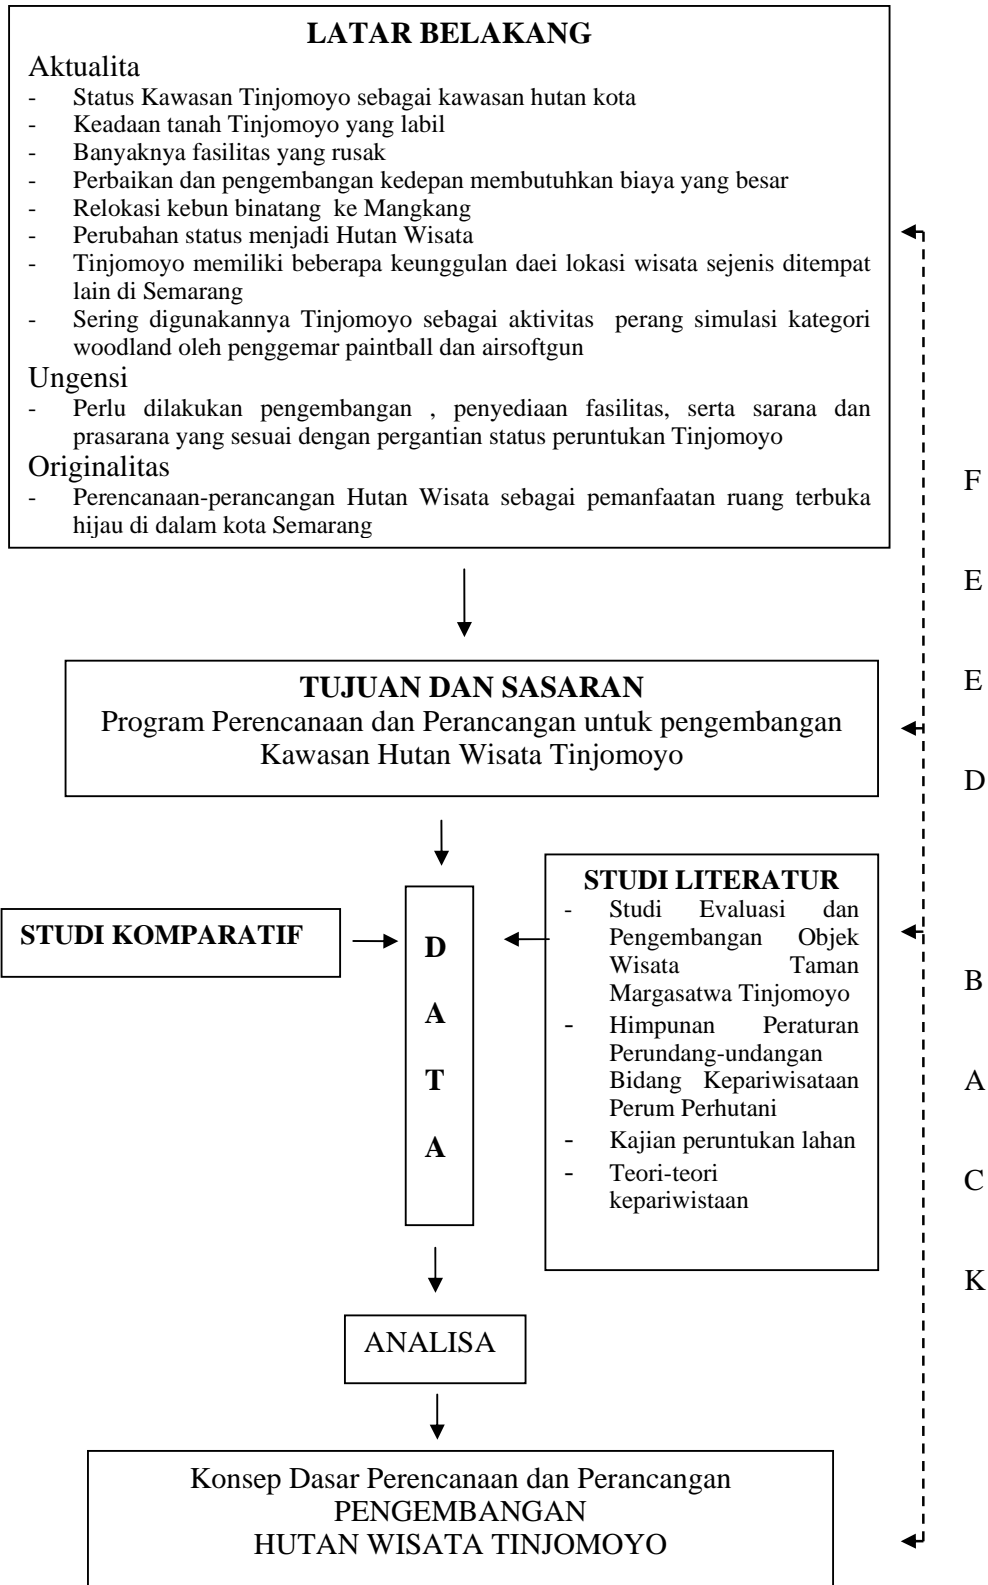 LATAR BELAKANG
Aktualita
- Status Kawasan Tinjomoyo sebagai kawasan hutan kota
- Keadaan tanah Tinjomoyo yang labil
- Banyaknya fasilitas yang rusak
- Perbaikan dan pengembangan kedepan membutuhkan biaya yang besar
- Relokasi kebun binatang ke Mangkang
- Perubahan status menjadi Hutan Wisata
- Tinjomoyo memiliki beberapa keunggulan daei lokasi wisata sejenis ditempat
lain di Semarang
- Sering digunakannya Tinjomoyo sebagai aktivitas perang simulasi kategori
woodland oleh penggemar paintball dan airsoftgun
Ungensi
- Perlu dilakukan pengembangan , penyediaan fasilitas, serta sarana dan
prasarana yang sesuai dengan pergantian status peruntukan Tinjomoyo
Originalitas
- Perencanaan-perancangan Hutan Wisata sebagai pemanfaatan ruang terbuka
hijau di dalam kota Semarang
TUJUAN DAN SASARAN
Program Perencanaan dan Perancangan untuk pengembangan
Kawasan Hutan Wisata Tinjomoyo
STUDI KOMPARATIF
D
A
T
A
STUDI LITERATUR
- Studi Evaluasi dan
Pengembangan Objek
Wisata Taman
Margasatwa Tinjomoyo
- Himpunan Peraturan
Perundang-undangan
Bidang Kepariwisataan
Perum Perhutani
- Kajian peruntukan lahan
- Teori-teori
kepariwistaan
ANALISA
Konsep Dasar Perencanaan dan Perancangan
PENGEMBANGAN
HUTAN WISATA TINJOMOYO
F
E
E
D
B
A
C
K